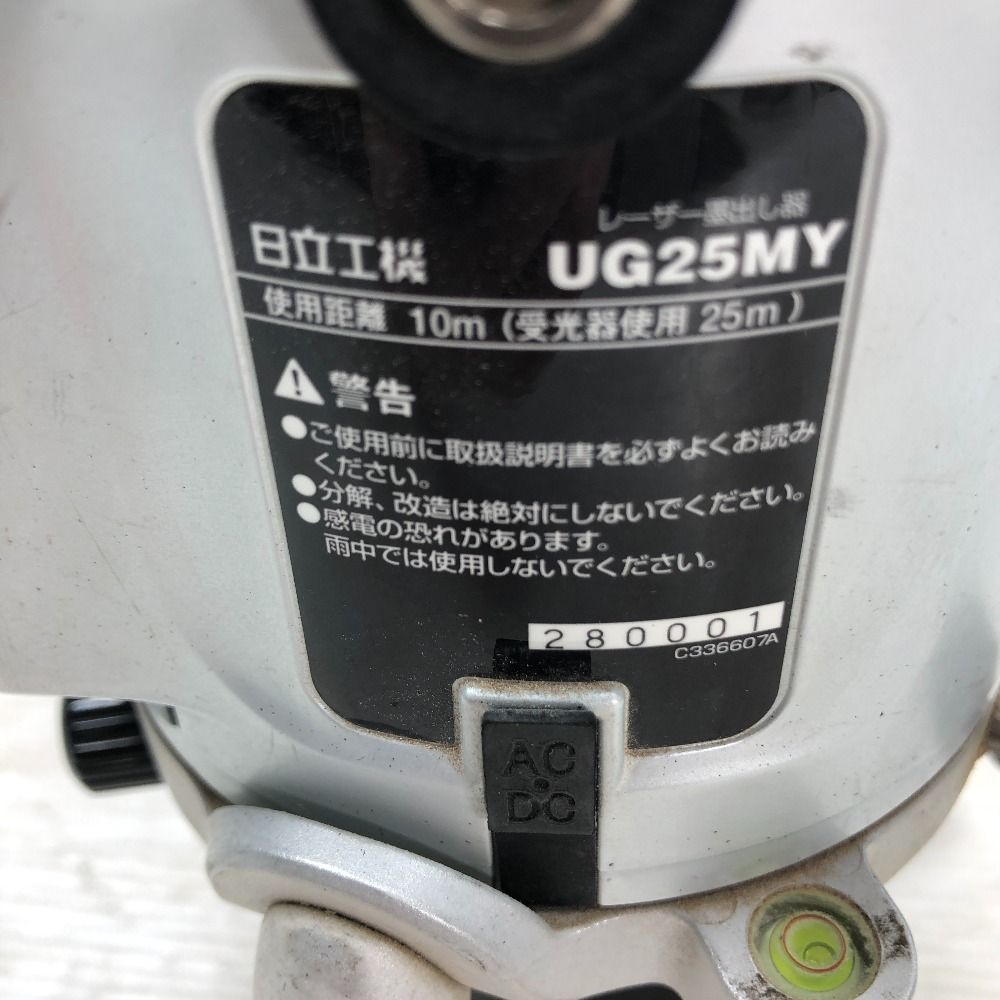 レーザー墨出し器
日立工機 UG25MY
使用距離 10m (受光器使用 25m)
警告
●ご使用前に取扱説明書を必ずよくお読み
ください。
●分解、改造は絶対にしないでください。
●感電の恐れがあります。
雨中では使用しないでください。
280001
C336607A
AC
DC